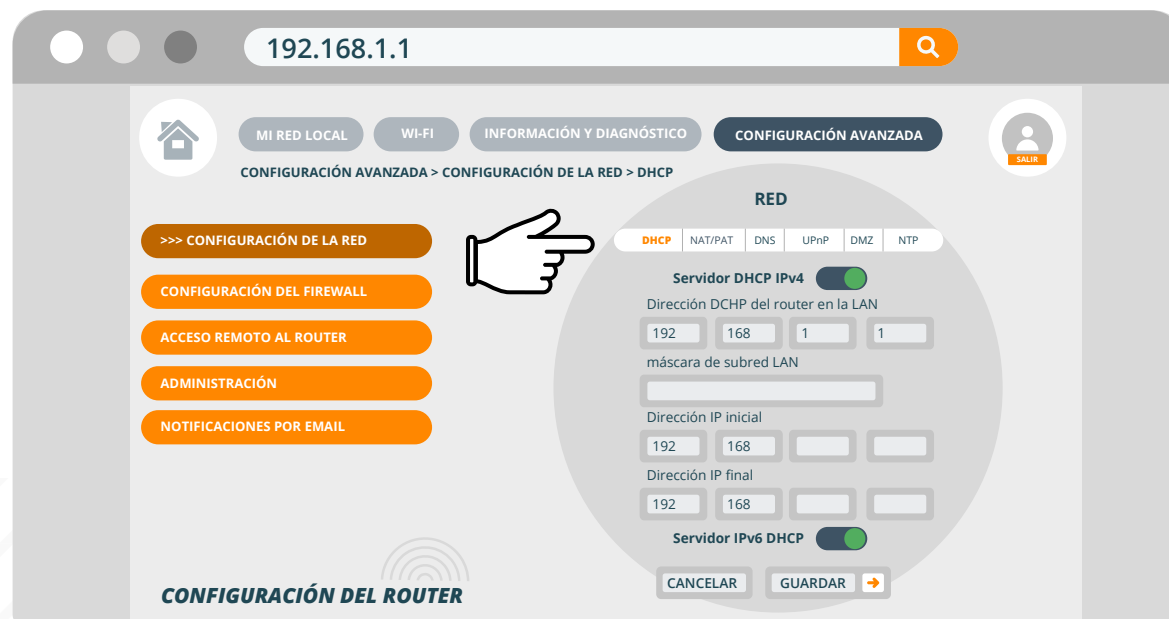 192.168.1.1
MI RED LOCAL WI-FI INFORMACIÓN Y DIAGNÓSTICO CONFIGURACIÓN AVANZADA
SALIR
CONFIGURACIÓN AVANZADA > CONFIGURACIÓN DE LA RED > DHCP
>>> CONFIGURACIÓN DE LA RED
CONFIGURACIÓN DEL FIREWALL
ACCESO REMOTO AL ROUTER
ADMINISTRACIÓN
NOTIFICACIONES POR EMAIL
RED
DHCP NAT/PAT DNS UPnP DMZ NTP
Servidor DHCP IPv4
Dirección DCHP del router en la LAN
192 168 1 1
máscara de subred LAN
Dirección IP inicial
192 168
Dirección IP final
192 168
Servidor IPv6 DHCP
CANCELAR GUARDAR
CONFIGURACIÓN DEL ROUTER